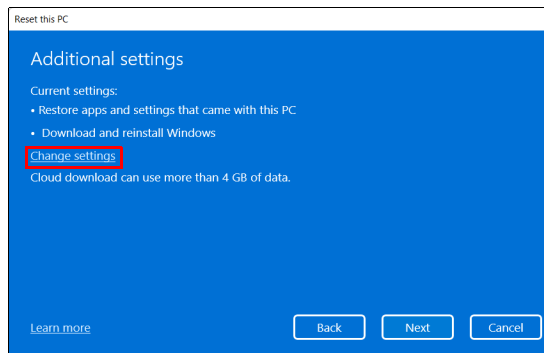 Reset this PC
Additional settings
Current settings:
• Restore apps and settings that came with this PC
• Download and reinstall Windows
Change settings
Cloud download can use more than 4 GB of data.
Learn more
Back
Next
Cancel